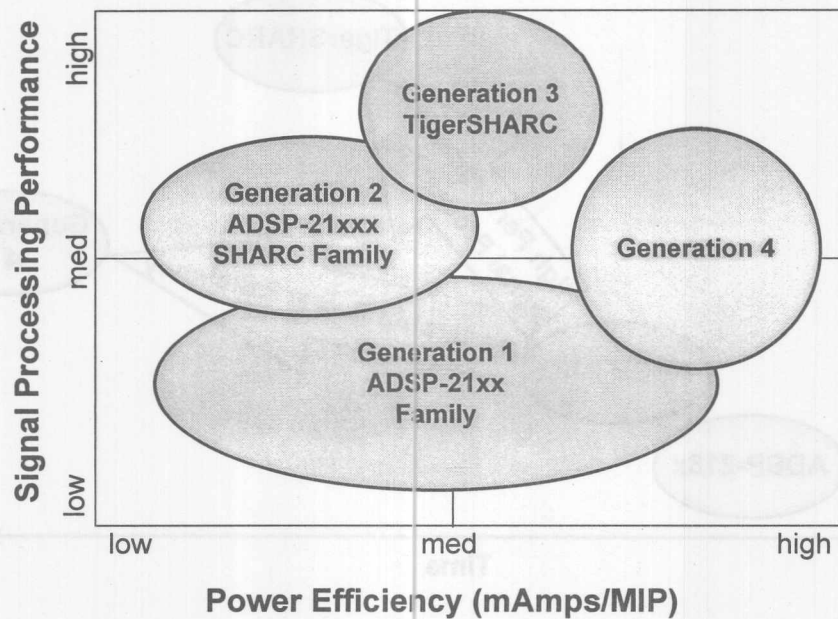 Signal Processing Performance
high
med
low
Generation 3
TigerSHARC
Generation 2
ADSP-21xxx
SHARC Family
Generation 4
Generation 1
ADSP-21xx
Family
low
med
high
Power Efficiency (mAmps/MIP)